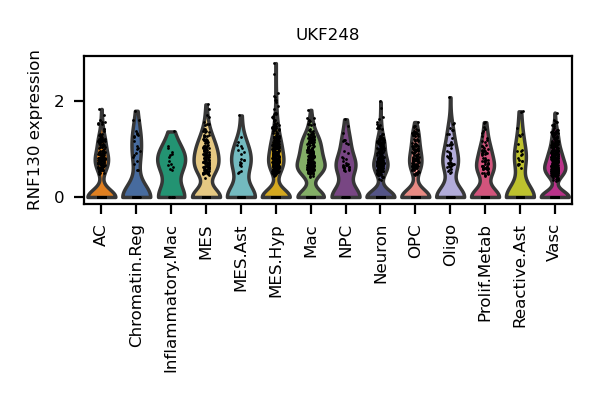 UKF248
RNF130 expression
2
0
AC
Chromatin.Reg
Inflammatory.Mac
MES
MES.Ast
MES.Hyp
Mac
NPC
Neuron
OPC
Oligo
Prolif.Metab
Reactive.Ast
Vasc